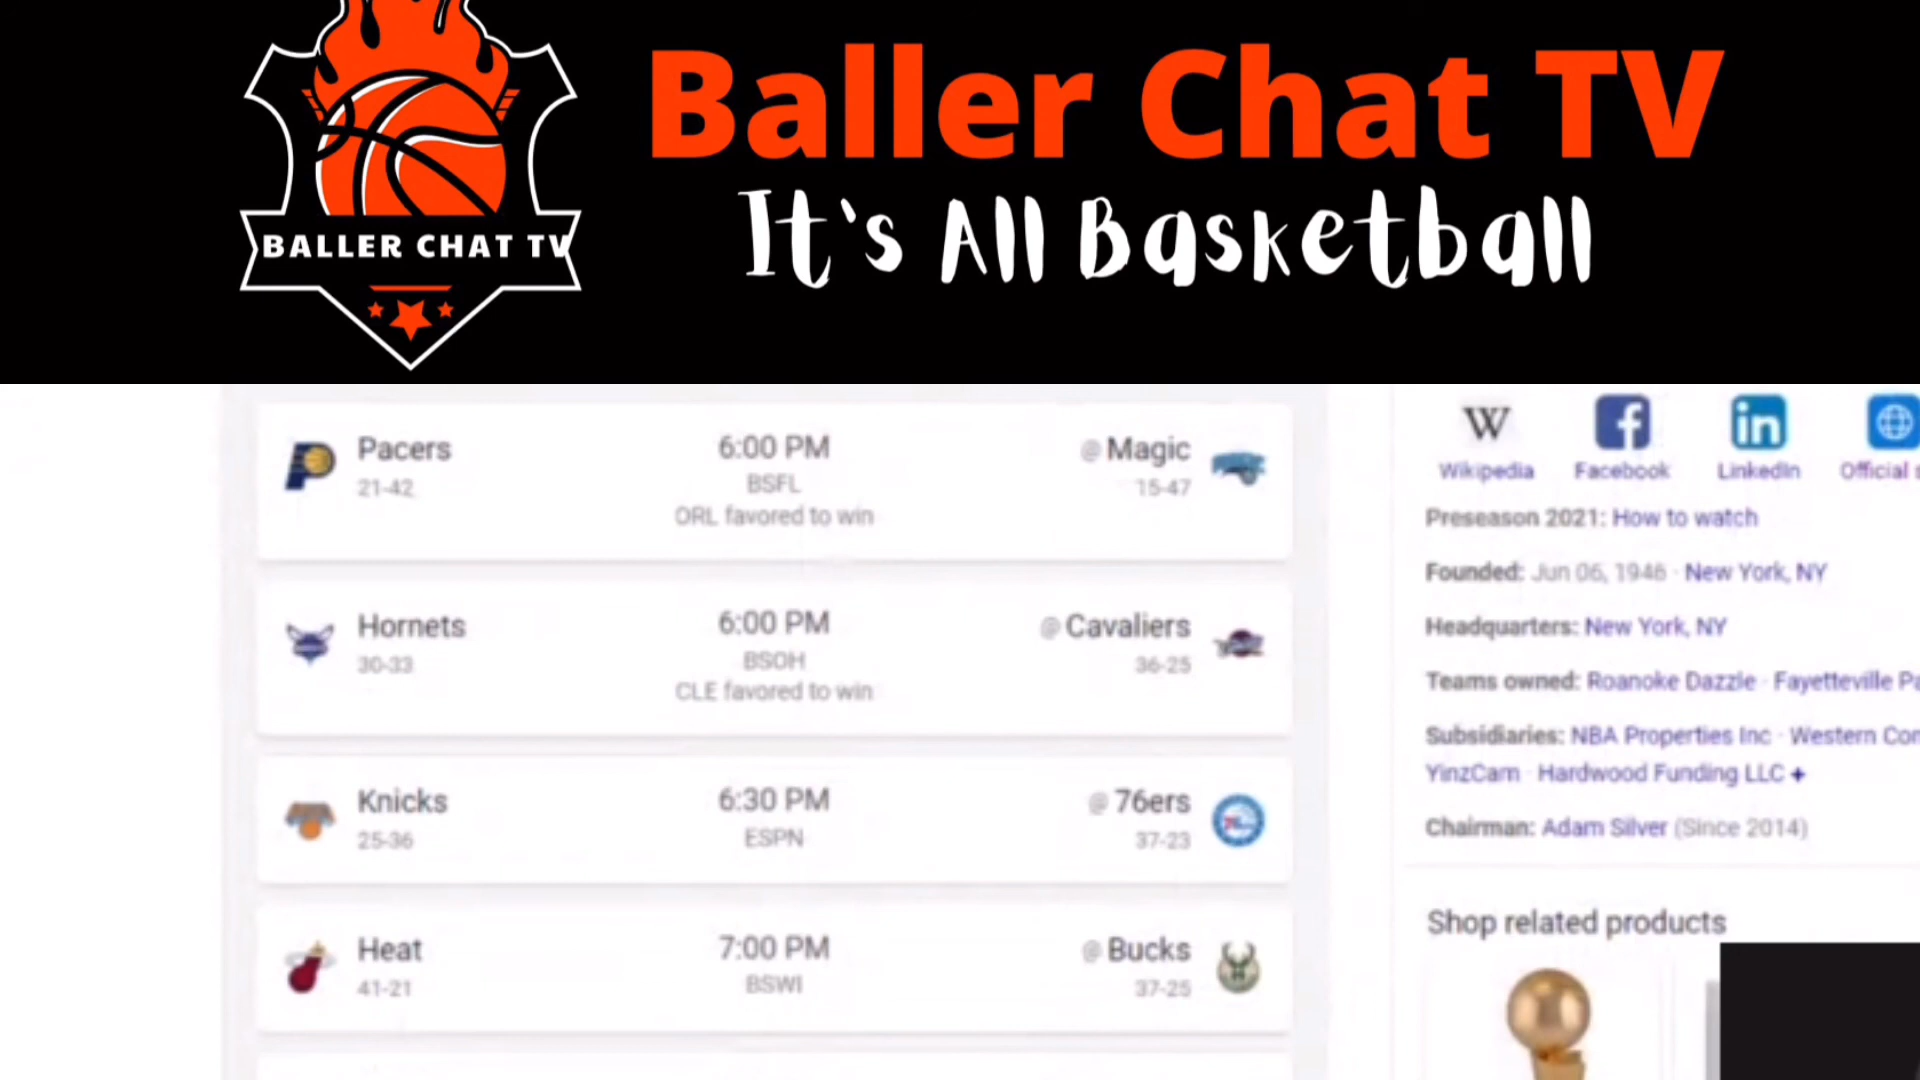 Baller Chat TV
It's All Basketball
BALLER CHAT TV
Pacers 6:00 PM @ Magic
21-42 BSFL 15-47
ORL favored to win
Hornets 6:00 PM @ Cavaliers
30-33 BSOH 36-25
CLE favored to win
Knicks 6:30 PM @ 76ers
25-36 ESPN 37-23
Heat 7:00 PM @ Bucks
41-21 BSWI 37-25
W
Wikipedia Facebook LinkedIn Official
Preseason 2021: How to watch
Founded: Jun 06, 1946 · New York, NY
Headquarters: New York, NY
Teams owned: Roanoke Dazzle · Fayetteville Pa
Subsidiaries: NBA Properties Inc · Western Con
YinzCam · Hardwood Funding LLC +
Chairman: Adam Silver (Since 2014)
Shop related products